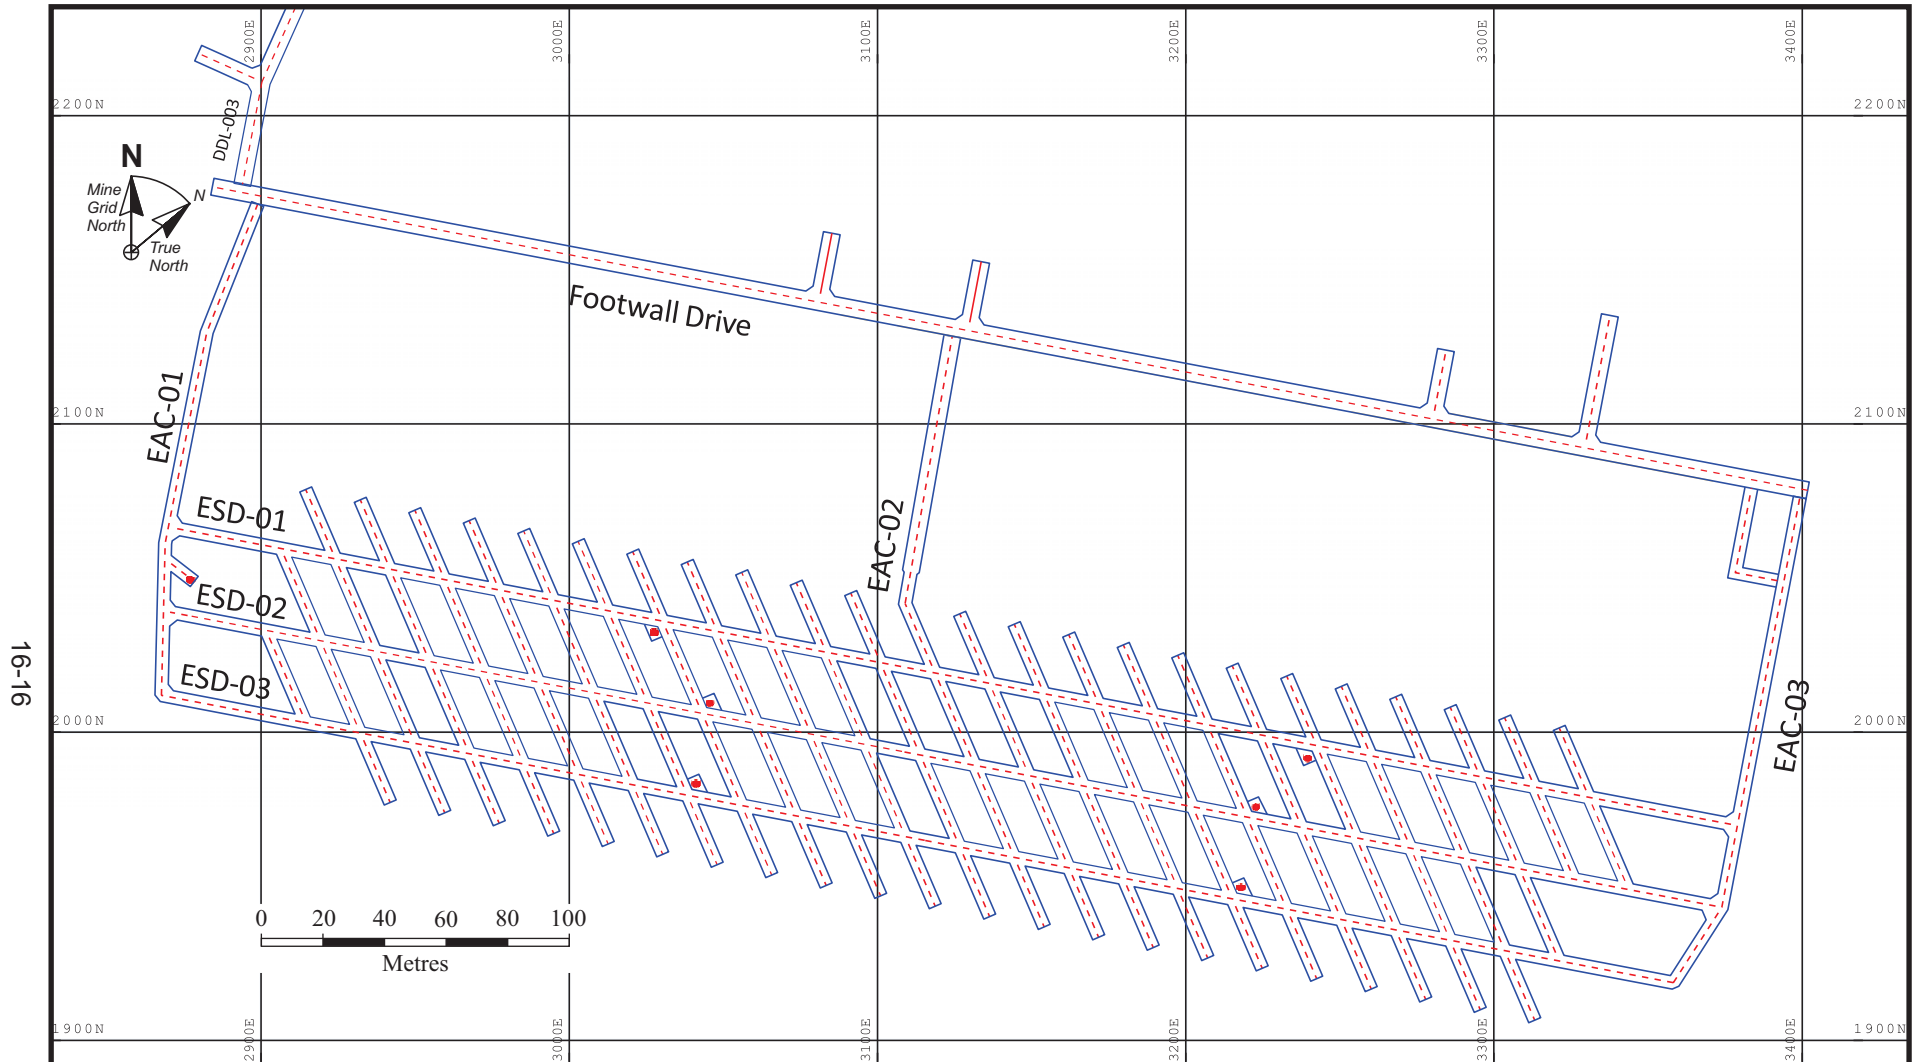 2900E
3000E
3100E
3200E
3300E
3400E
2200N
2200N
DDL-003
N
Mine
Grid
North
N
True
North
Footwall Drive
2100N
2100N
EAC-01
EAC-02
ESD-01
ESD-02
ESD-03
16-16
2000N
2000N
EAC-03
0 20 40 60 80 100
Metres
1900N
1900N
2900E
3000E
3100E
3200E
3300E
3400E